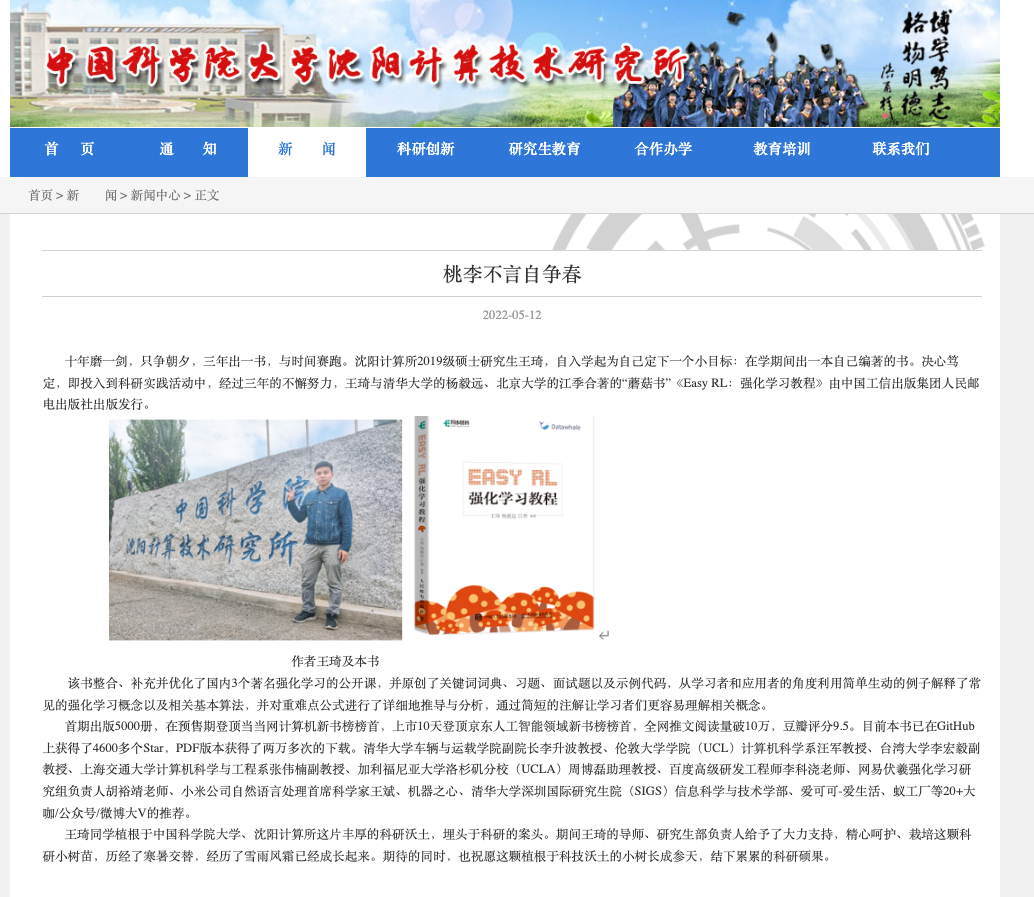 中国科学院大学沈阳计算技术研究所
博学笃志
格物明德
首 页 通 知 新 闻 科研创新 研究生教育 合作办学 教育培训 联系我们
首页 > 新 闻 > 新闻中心 > 正文
桃李不言自争春
2022-05-12
十年磨一剑，只争朝夕，三年出一书，与时间赛跑。沈阳计算所2019级硕士研究生王琦，自入学起为自己定下一个小目标：在学期间出一本自己编著的书。决心笃
定，即投入到科研实践活动中，经过三年的不懈努力，王琦与清华大学的杨毅远、北京大学的江季合著的“蘑菇书”《Easy RL：强化学习教程》由中国工信出版集团人民邮
电出版社出版发行。
中国科学院
沈阳计算技术研究所
EASY RL 强化学习教程
Datawhale
EASY RL
强化学习教程
作者王琦及本书
该书整合、补充并优化了国内3个著名强化学习的公开课，并原创了关键词词典、习题、面试题以及示例代码，从学习者和应用者的角度利用简单生动的例子解释了常
见的强化学习概念以及相关基本算法，并对重难点公式进行了详细地推导与分析，通过简短的注解让学习者们更容易理解相关概念。
首期出版5000册，在预售期登顶当当网计算机新书榜榜首，上市10天登顶京东人工智能领域新书榜榜首，全网推文阅读量破10万，豆瓣评分9.5。目前本书已在GitHub
上获得了4600多个Star，PDF版本获得了两万多次的下载。清华大学车辆与运载学院副院长李升波教授、伦敦大学学院（UCL）计算机科学系汪军教授、台湾大学李宏毅副
教授、上海交通大学计算机科学与工程系张伟楠副教授、加利福尼亚大学洛杉矶分校（UCLA）周博磊助理教授、百度高级研发工程师李科浇老师、网易伏羲强化学习研
究组负责人胡裕靖老师、小米公司自然语言处理首席科学家王斌、机器之心、清华大学深圳国际研究生院（SIGS）信息科学与技术学部、爱可可-爱生活、蚁工厂等20+大
咖/公众号/微博大V的推荐。
王琦同学植根于中国科学院大学、沈阳计算所这片丰厚的科研沃土，埋头于科研的案头。期间王琦的导师、研究生部负责人给予了大力支持，精心呵护、栽培这颗科
研小树苗，历经了寒暑交替，经历了雪雨风霜已经成长起来。期待的同时，也祝愿这颗植根于科技沃土的小树长成参天，结下累累的科研硕果。